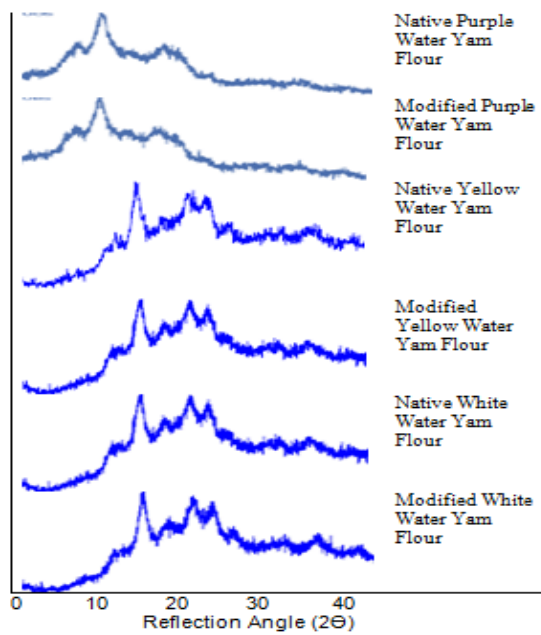 Native Purple
Water Yam
Flour
Modified Purple
Water Yam
Flour
Native Yellow
Water Yam
Flour
Modified
Yellow Water
Yam Flour
Native White
Water Yam
Flour
Modified White
Water Yam
Flour
0 10 20 30 40
Reflection Angle (2Θ)